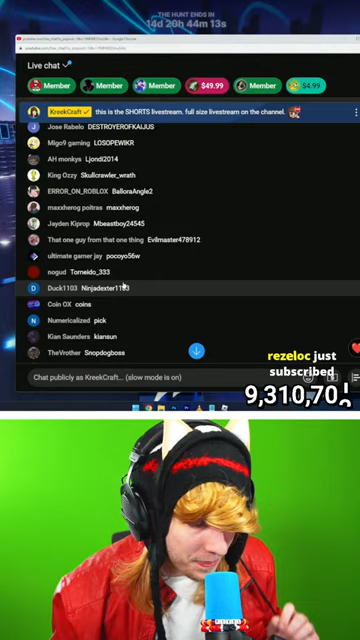 THE HUNT ENDS IN
14d 20h 44m 13s
Live chat
Member
Member
Member
$49.99
Member
$4.99
KreekCraft this is the SHORTS livestream. full size livestream on the channel.
Jose Rabelo DESTROYEROFKAIJUS
Migo9 gaming LOSOPEWIKR
AH monkys Ljondi2014
King Ozzy Skullcrawler_wrath
ERROR_ON_ROBLOX BalloraAngle2
maxxherog poitras maxxherog
Jayden Kiprop Mbeastboy24545
That one guy from that one thing Evilmaster478912
ultimate gamer jay pocoyo56w
nogud Torneido_333
D Duck1103 Ninjadexter1193
Coin OX coins
N Numericalized pick
Kian Saunders kiansun
TheVrother Snopdogboss
Chat publicly as KreekCraft... (slow mode is on)
rezeloc just
subscribed
9,310,70